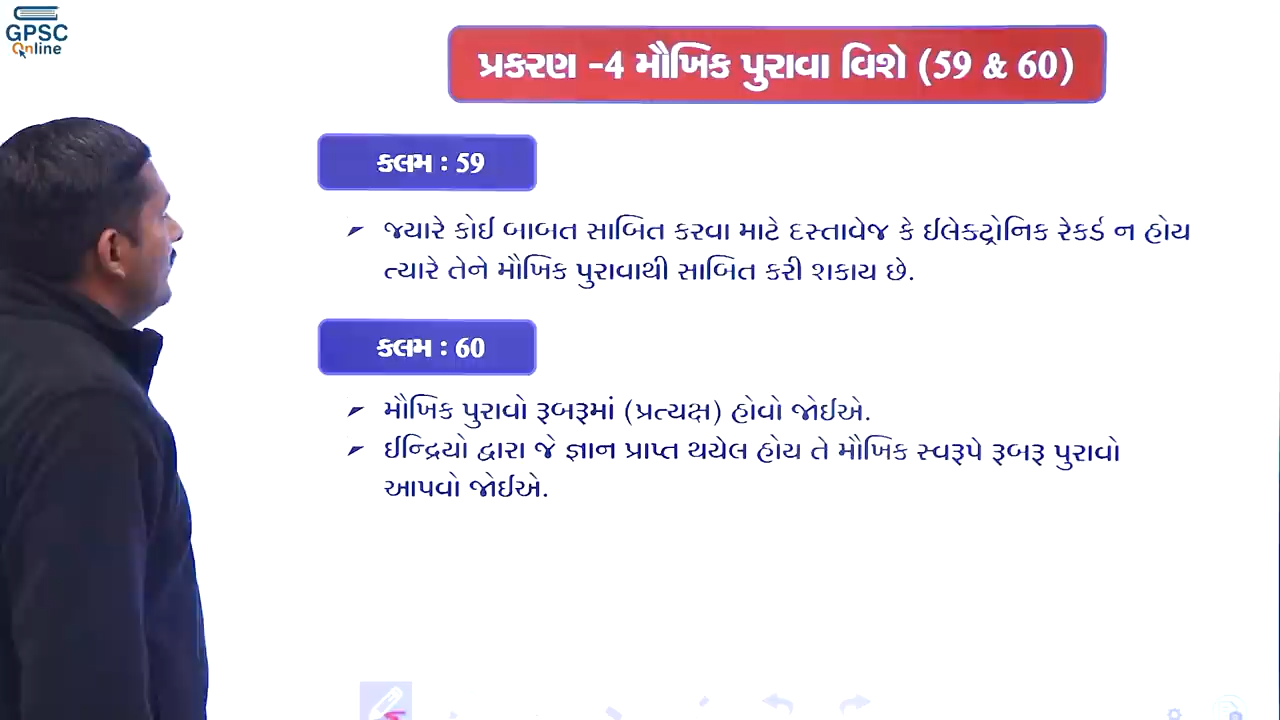 GPSC
Online
પ્રકરણ -4 મૌખિક પુરાવા વિશે (59 & 60)
કલમ : 59
જ્યારે કોઈ બાબત સાબિત કરવા માટે દસ્તાવેજ કે ઈલેક્ટ્રોનિક રેકર્ડ ન હોય
ત્યારે તેને મૌખિક પુરાવાથી સાબિત કરી શકાય છે.
કલમ : 60
મૌખિક પુરાવો રૂબરૂમાં (પ્રત્યક્ષ) હોવો જોઈએ.
ઈન્દ્રિયો દ્વારા જે જ્ઞાન પ્રાપ્ત થયેલ હોય તે મૌખિક સ્વરૂપે રૂબરૂ પુરાવો
આપવો જોઈએ.